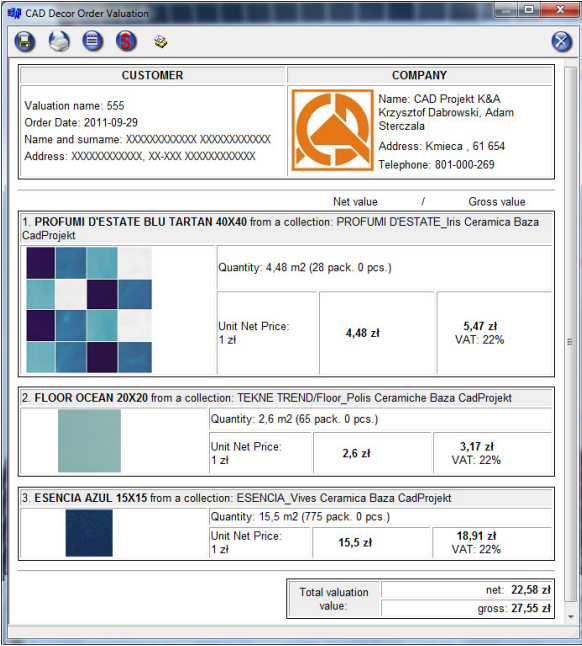 CAD Decor Order Valuation
CUSTOMER
Valuation name: 555
Order Date: 2011-09-29
Name and surname: XXXXXXXXXXXX XXXXXXXXXXXX
Address: XXXXXXXXXXXX, XX-XXX XXXXXXXXXXXX
COMPANY
Name: CAD Projekt K&A
Krzysztof Dabrowski, Adam
Sterczala
Address: Kmieca , 61 654
Telephone: 801-000-269
Net value / Gross value
1. PROFUMI D'ESTATE BLU TARTAN 40X40 from a collection: PROFUMI D'ESTATE_Iris Ceramica Baza
CadProjekt
Quantity: 4,48 m2 (28 pack. 0 pcs.)
Unit Net Price:
1 zł
4,48 zł
5,47 zł
VAT: 22%
2. FLOOR OCEAN 20X20 from a collection: TEKNE TREND/Floor_Polis Ceramiche Baza CadProjekt
Quantity: 2,6 m2 (65 pack. 0 pcs.)
Unit Net Price:
1 zł
2,6 zł
3,17 zł
VAT: 22%
3. ESENCIA AZUL 15X15 from a collection: ESENCIA_Vives Ceramica Baza CadProjekt
Quantity: 15,5 m2 (775 pack. 0 pcs.)
Unit Net Price:
1 zł
15,5 zł
18,91 zł
VAT: 22%
Total valuation
value:
net: 22,58 zł
gross: 27,55 zł